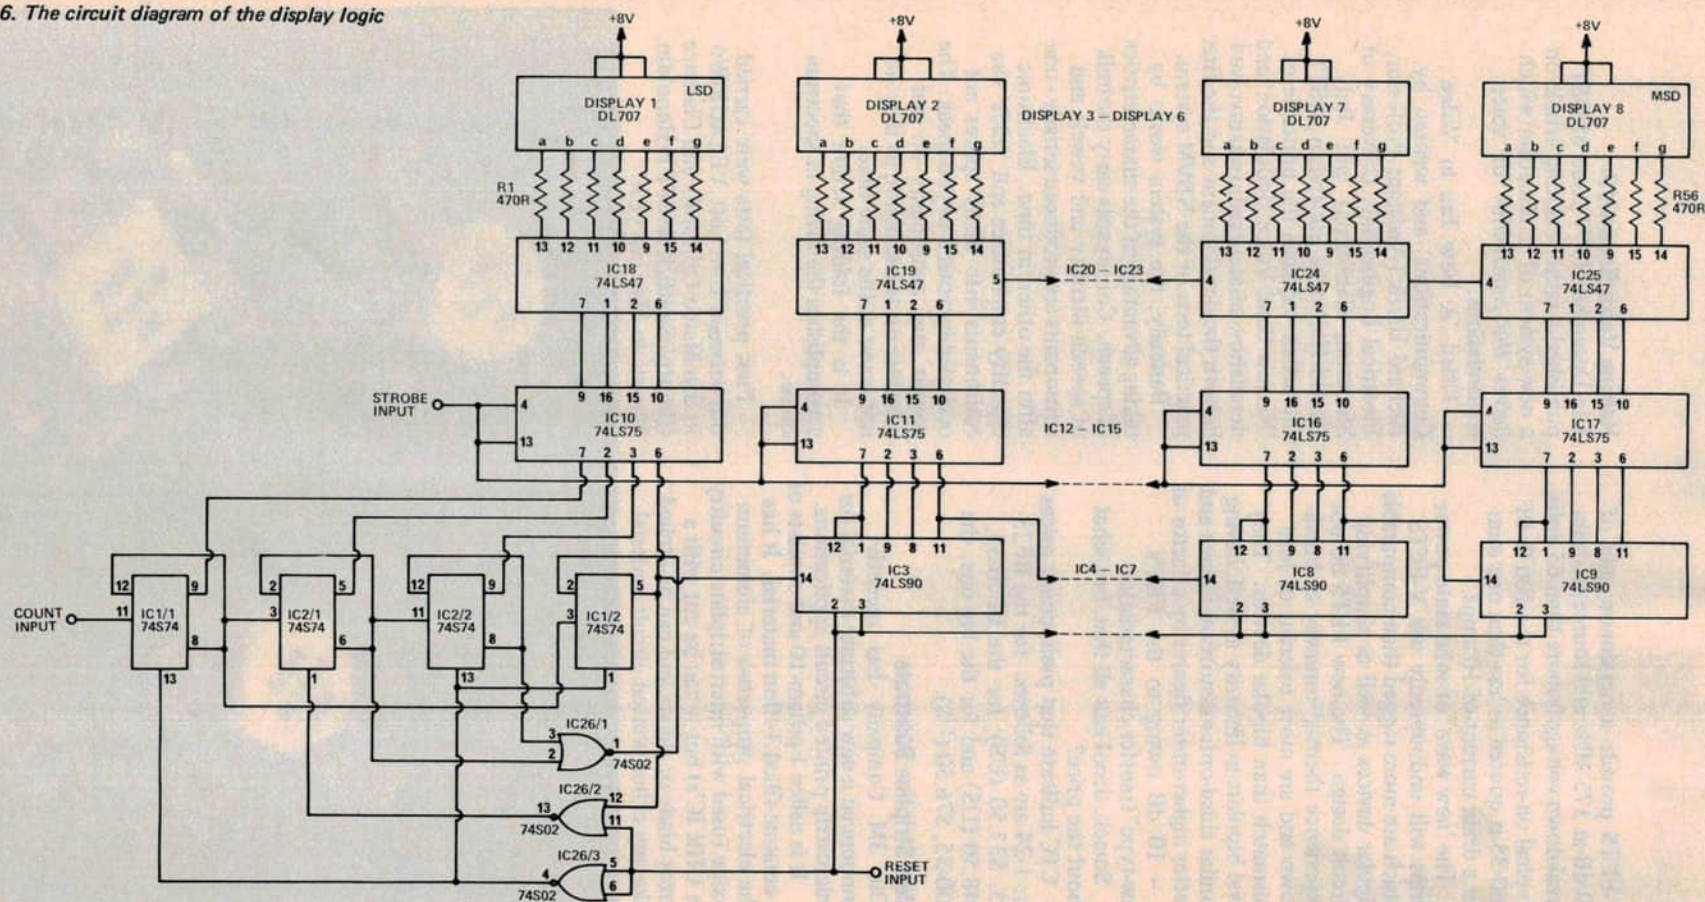 6. The circuit diagram of the display logic
+8V
+8V
+8V
+8V
LSD
DISPLAY 1
DL707
a b c d e f g
DISPLAY 2
DL707
a b c d e f g
DISPLAY 3 – DISPLAY 6
DISPLAY 7
DL707
a b c d e f g
MSD
DISPLAY 8
DL707
a b c d e f g
R1
470R
R56
470R
13 12 11 10 9 15 14
IC18
74LS47
7 1 2 6
13 12 11 10 9 15 14
IC19
74LS47
5
7 1 2 6
IC20 – IC23
13 12 11 10 9 15 14
4
IC24
74LS47
7 1 2 6
13 12 11 10 9 15 14
4
IC25
74LS47
7 1 2 6
STROBE
INPUT
9 16 15 10
4
13
IC10
74LS75
7 2 3 6
9 16 15 10
4
13
IC11
74LS75
7 2 3 6
IC12 – IC15
9 16 15 10
4
13
IC16
74LS75
7 2 3 6
9 16 15 10
4
13
IC17
74LS75
7 2 3 6
COUNT
INPUT
12 9
11
IC1/1
74S74
8
13
2 5
3
IC2/1
74S74
6
1
12 9
11
IC2/2
74S74
8
13
2 5
3
IC1/2
74S74
1
12 1 9 8 11
14
IC3
74LS90
2 3
IC4 – IC7
12 1 9 8 11
14
IC8
74LS90
2 3
12 1 9 8 11
14
IC9
74LS90
2 3
IC26/1
3
2
1
74S02
IC26/2
12
13
11
74S02
IC26/3
5
4
6
74S02
RESET
INPUT